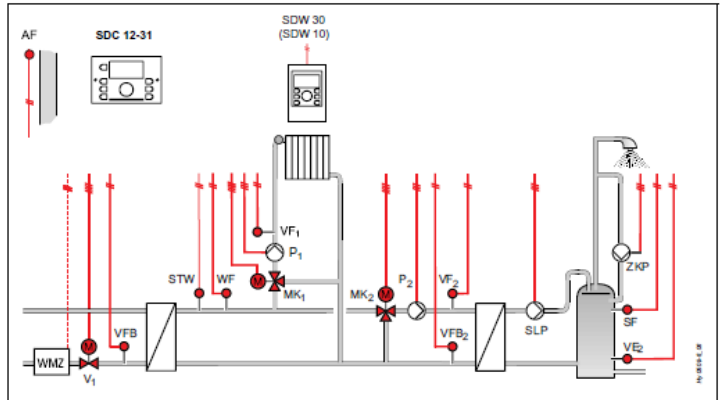 SDW 30
(SDW 10)
AF
SDC 12-31
VF1
P1
ZKP
STW
WF
MK1
MK2
P2
VF2
SLP
SF
VFB
VFB2
VE2
WMZ
M
V1
M
M